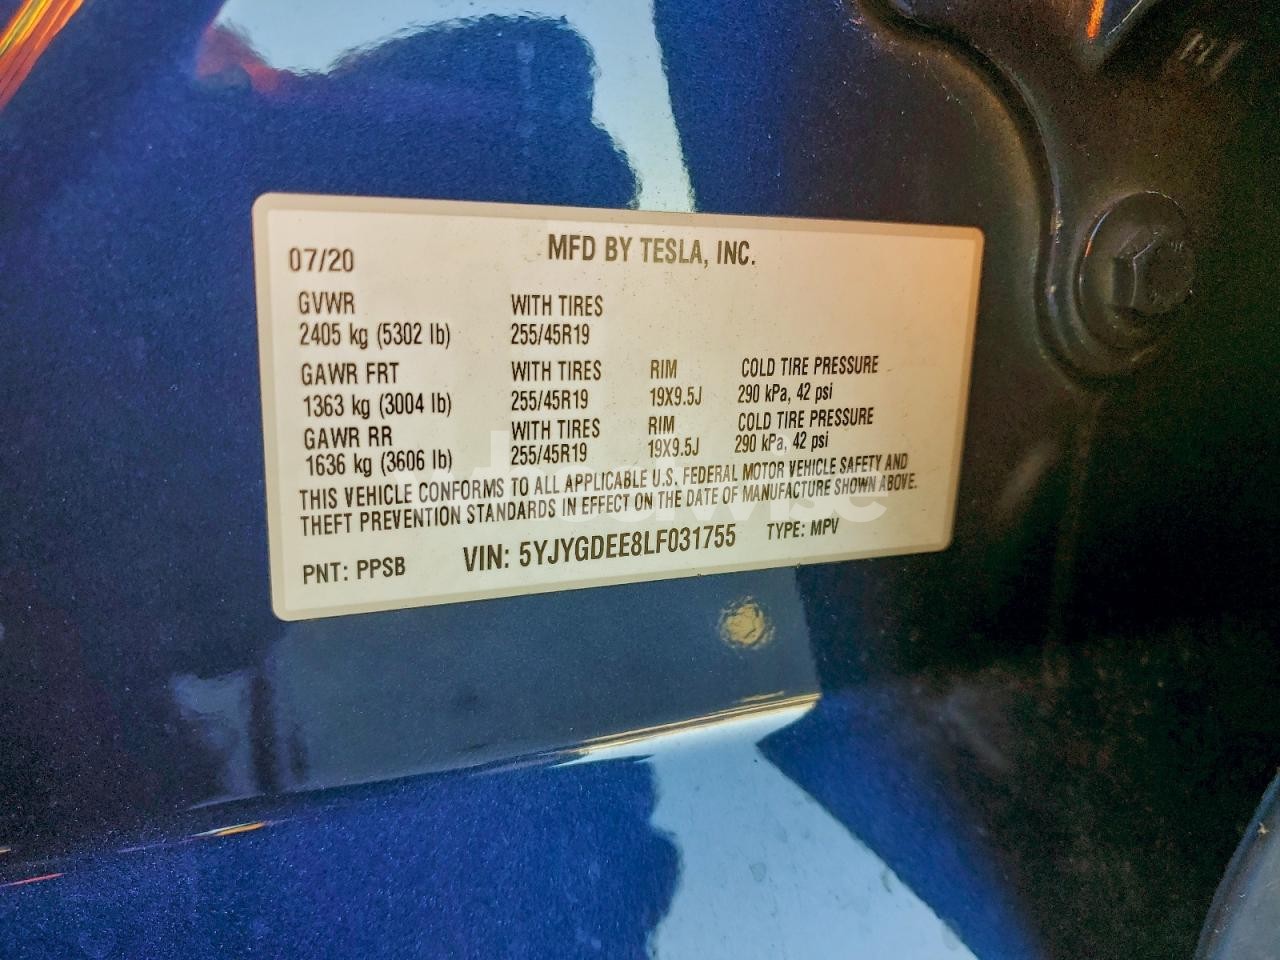 07/20 MFD BY TESLA, INC.
GVWR WITH TIRES
2405 kg (5302 lb) 255/45R19
GAWR FRT WITH TIRES RIM COLD TIRE PRESSURE
1363 kg (3004 lb) 255/45R19 19X9.5J 290 kPa, 42 psi
GAWR RR WITH TIRES RIM COLD TIRE PRESSURE
1636 kg (3606 lb) 255/45R19 19X9.5J 290 kPa, 42 psi
THIS VEHICLE CONFORMS TO ALL APPLICABLE U.S. FEDERAL MOTOR VEHICLE SAFETY AND
THEFT PREVENTION STANDARDS IN EFFECT ON THE DATE OF MANUFACTURE SHOWN ABOVE.
PNT: PPSB VIN: 5YJYGDEE8LF031755 TYPE: MPV